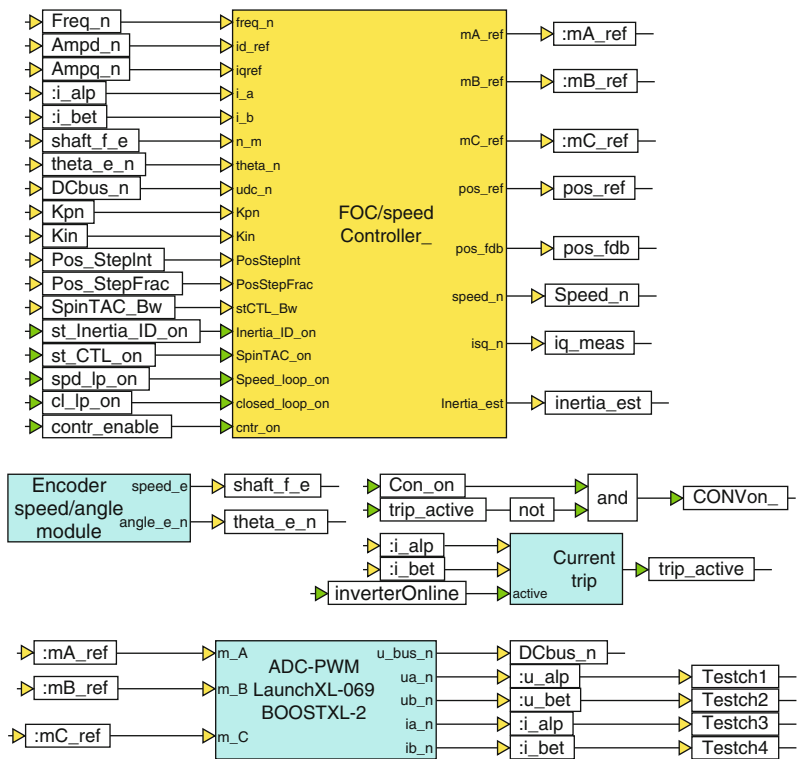 Freq_n freq_n mA_ref :mA_ref
Ampd_n id_ref
Ampq_n iqref mB_ref :mB_ref
:i_alp i_a
:i_bet i_b
shaft_f_e n_m mC_ref :mC_ref
theta_e_n theta_n
DCbus_n udc_n pos_ref pos_ref
Kpn Kpn FOC/speed
Kin Kin Controller_ pos_fdb pos_fdb
Pos_StepInt PosStepInt
Pos_StepFrac PosStepFrac speed_n Speed_n
SpinTAC_Bw stCTL_Bw
st_Inertia_ID_on Inertia_ID_on isq_n iq_meas
st_CTL_on SpinTAC_on
spd_lp_on Speed_loop_on
cl_lp_on closed_loop_on Inertia_est inertia_est
contr_enable cntr_on
Encoder speed_e shaft_f_e
speed/angle
module angle_e_n theta_e_n
Con_on and CONVon_
trip_active not
:i_alp Current
:i_bet trip trip_active
inverterOnline active
:mA_ref m_A ADC-PWM u_bus_n DCbus_n
:mB_ref m_B LaunchXL-069 ua_n :u_alp Testch1
BOOSTXL-2 ub_n :u_bet Testch2
:mC_ref m_C ia_n :i_alp Testch3
ib_n :i_bet Testch4